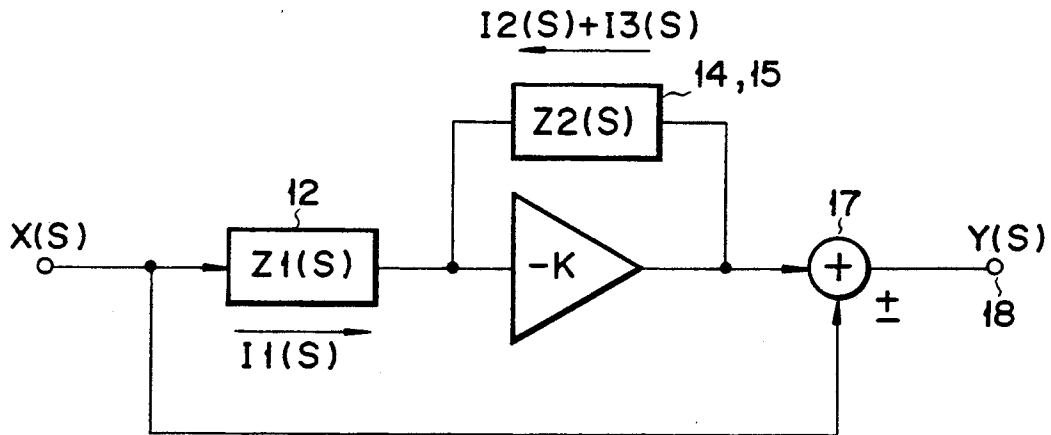 I2(S)+I3(S)
14,15
Z2(S)
12
17
X(S)
Y(S)
Z1(S)
-K
+
±
18
I1(S)